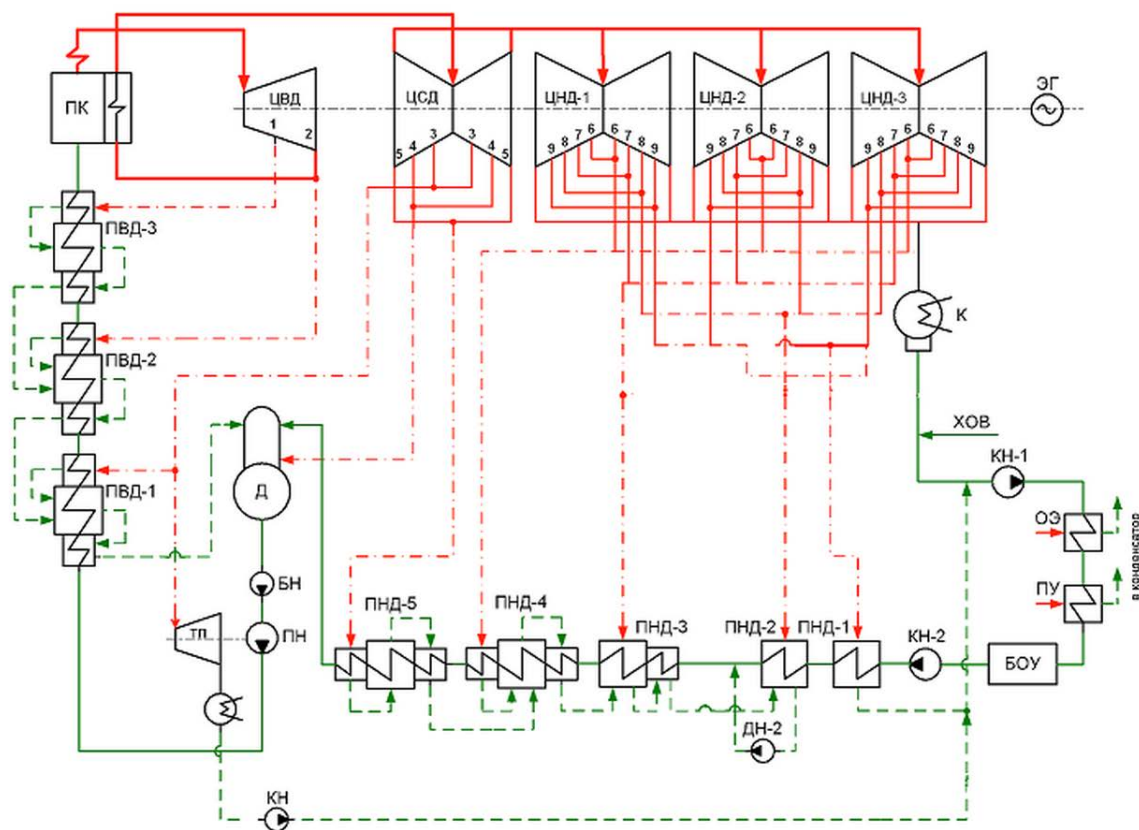 ПК
ЦВД
1
2
ЦСД
5 4 3 3 4 5
ЦНД-1
9 8 7 6 6 7 8 9
ЦНД-2
9 8 7 6 6 7 8 9
ЦНД-3
9 8 7 6 6 7 8 9
ЭГ
ПВД-3
ПВД-2
ПВД-1
К
ХОВ
КН-1
ОЭ
ПУ
в конденсатор
Д
БН
ПН
ТП
ПНД-5
ПНД-4
ПНД-3
ПНД-2
ПНД-1
КН-2
БОУ
ДН-2
КН